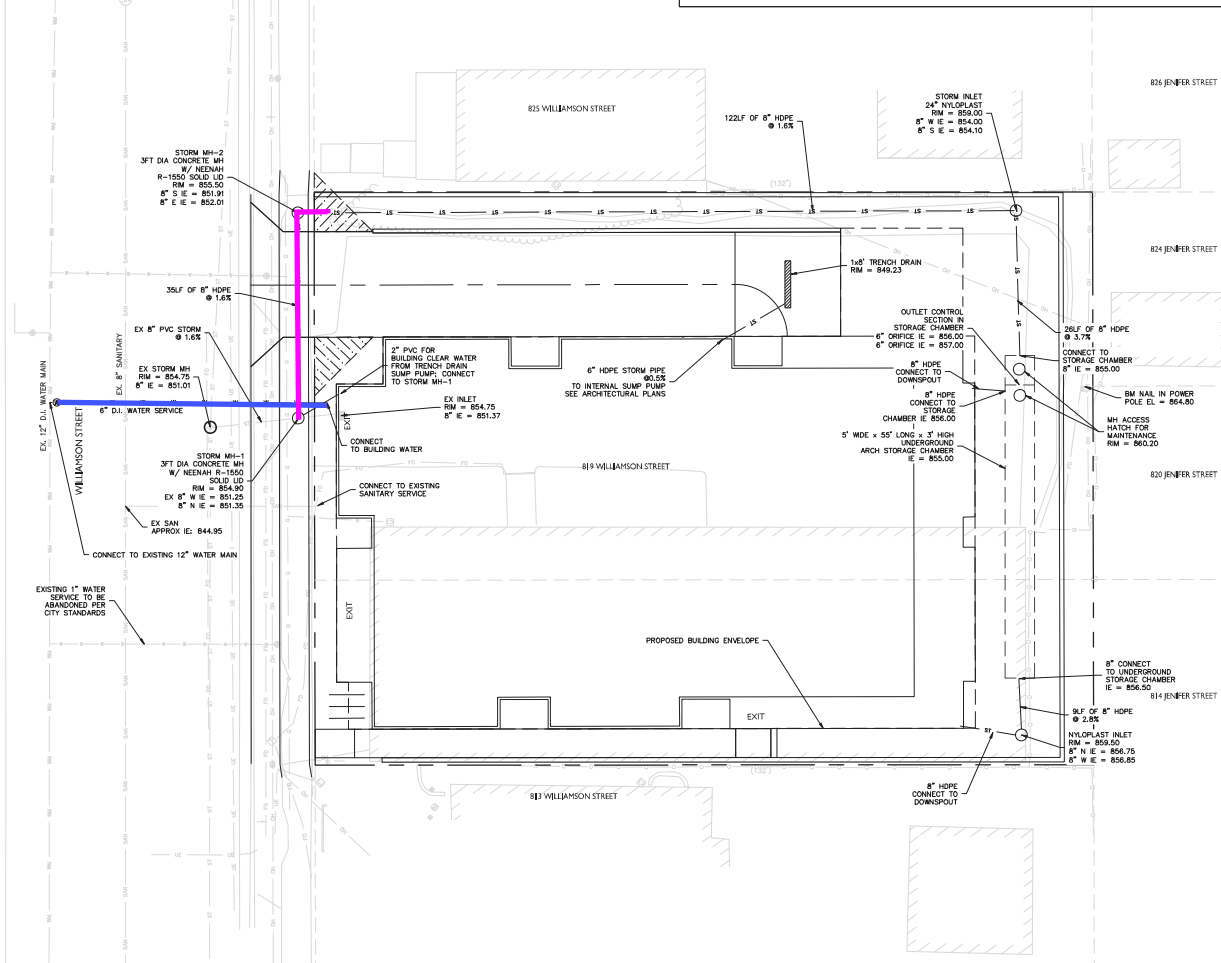 826 JENIFER STREET
825 WILLIAMSON STREET
STORM INLET
24" NYLOPLAST
RIM = 859.00
8" W IE = 854.00
8" S IE = 854.10
122LF OF 8" HDPE
@ 1.6%
STORM MH-2
3FT DIA CONCRETE MH
W/ NEENAH
R-1550 SOLID LID
RIM = 855.50
8" S IE = 851.91
8" E IE = 852.01
(132')
824 JENIFER STREET
1x8' TRENCH DRAIN
RIM = 849.23
35LF OF 8" HDPE
@ 1.6%
OUTLET CONTROL
SECTION IN
STORAGE CHAMBER
6" ORIFICE IE = 856.00
6" ORIFICE IE = 857.00
26LF OF 6" HDPE
@ 3.7%
CONNECT TO
STORAGE CHAMBER
8" IE = 855.00
EX 8" PVC STORM
@ 1.6%
2" PVC FOR
BUILDING CLEAR WATER
FROM TRENCH DRAIN
SUMP PUMP; CONNECT
TO STORM MH-1
6" HDPE STORM PIPE
@0.5%
TO INTERNAL SUMP PUMP
SEE ARCHITECTURAL PLANS
8" HDPE
CONNECT TO
DOWNSPOUT
EX STORM MH
RIM = 854.75
8" IE = 851.01
EX. 8" SANITARY
EX. 12" D.I. WATER MAIN
6" D.I. WATER SERVICE
WILLIAMSON STREET
EX INLET
RIM = 854.75
8" IE = 851.37
EXIT
8" HDPE
CONNECT TO
STORAGE
CHAMBER IE 856.00
BM NAIL IN POWER
POLE EL = 864.80
MH ACCESS
HATCH FOR
MAINTENANCE
RIM = 860.20
5' WIDE x 55' LONG x 3' HIGH
UNDERGROUND
ARCH STORAGE CHAMBER
IE = 855.00
CONNECT
TO BUILDING WATER
STORM MH-1
3FT DIA CONCRETE MH
W/ NEENAH R-1550
SOLID LID
RIM = 854.90
EX 8" W IE = 851.25
8" N IE = 851.35
819 WILLIAMSON STREET
820 JENIFER STREET
CONNECT TO EXISTING
SANITARY SERVICE
EX SAN
APPROX IE: 844.95
CONNECT TO EXISTING 12" WATER MAIN
EXISTING 1" WATER
SERVICE TO BE
ABANDONED PER
CITY STANDARDS
EXIT
PROPOSED BUILDING ENVELOPE
8" CONNECT
TO UNDERGROUND
STORAGE CHAMBER
IE = 856.50
814 JENIFER STREET
9LF OF 8" HDPE
@ 2.8%
EXIT
NYLOPLAST INLET
RIM = 859.50
8" N IE = 856.75
8" W IE = 856.85
(132')
8" HDPE
CONNECT TO
DOWNSPOUT
813 WILLIAMSON STREET